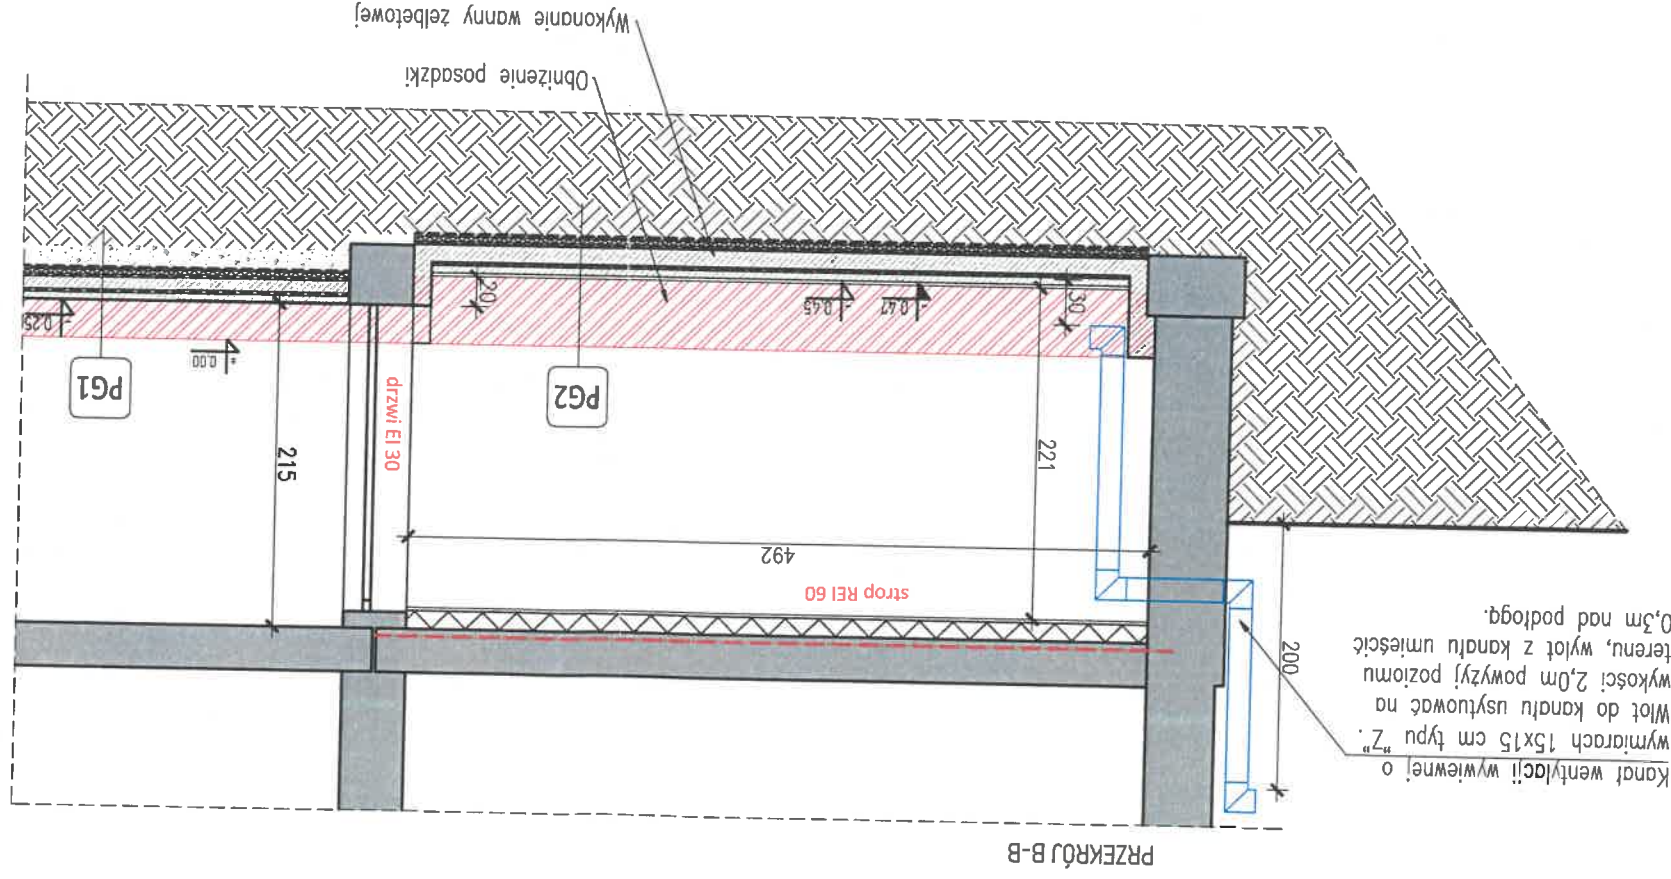 PRZEKRÓJ B-B
Kanał wentylacji wywiewnej o
wymiarach 15x15 cm typu "Z".
Wlot do kanału usytuować na
wykości 2,0m powyżyj poziomu
terenu, wylot z kanału umieścić
0,3m nad podłogą.
200
strop REI 60
492
221
215
drzwi EI 30
PG2
PG1
0.00
30
-0.47
-0.45
20
-0.25
Obniżenie posadzki
Wykonanie wanny żelbetowej